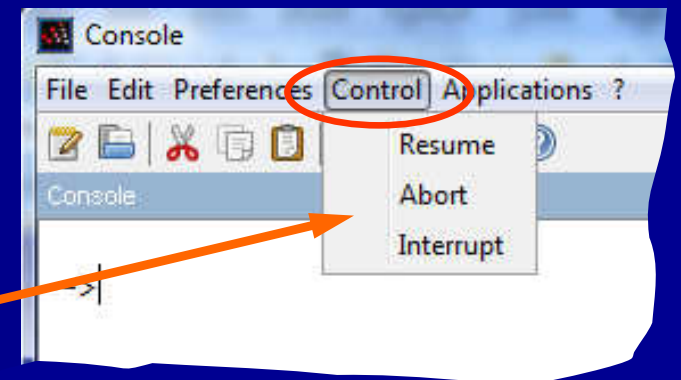 Console
File Edit Preferences Control Applications ?
Resume
Console
Abort
Interrupt
-->